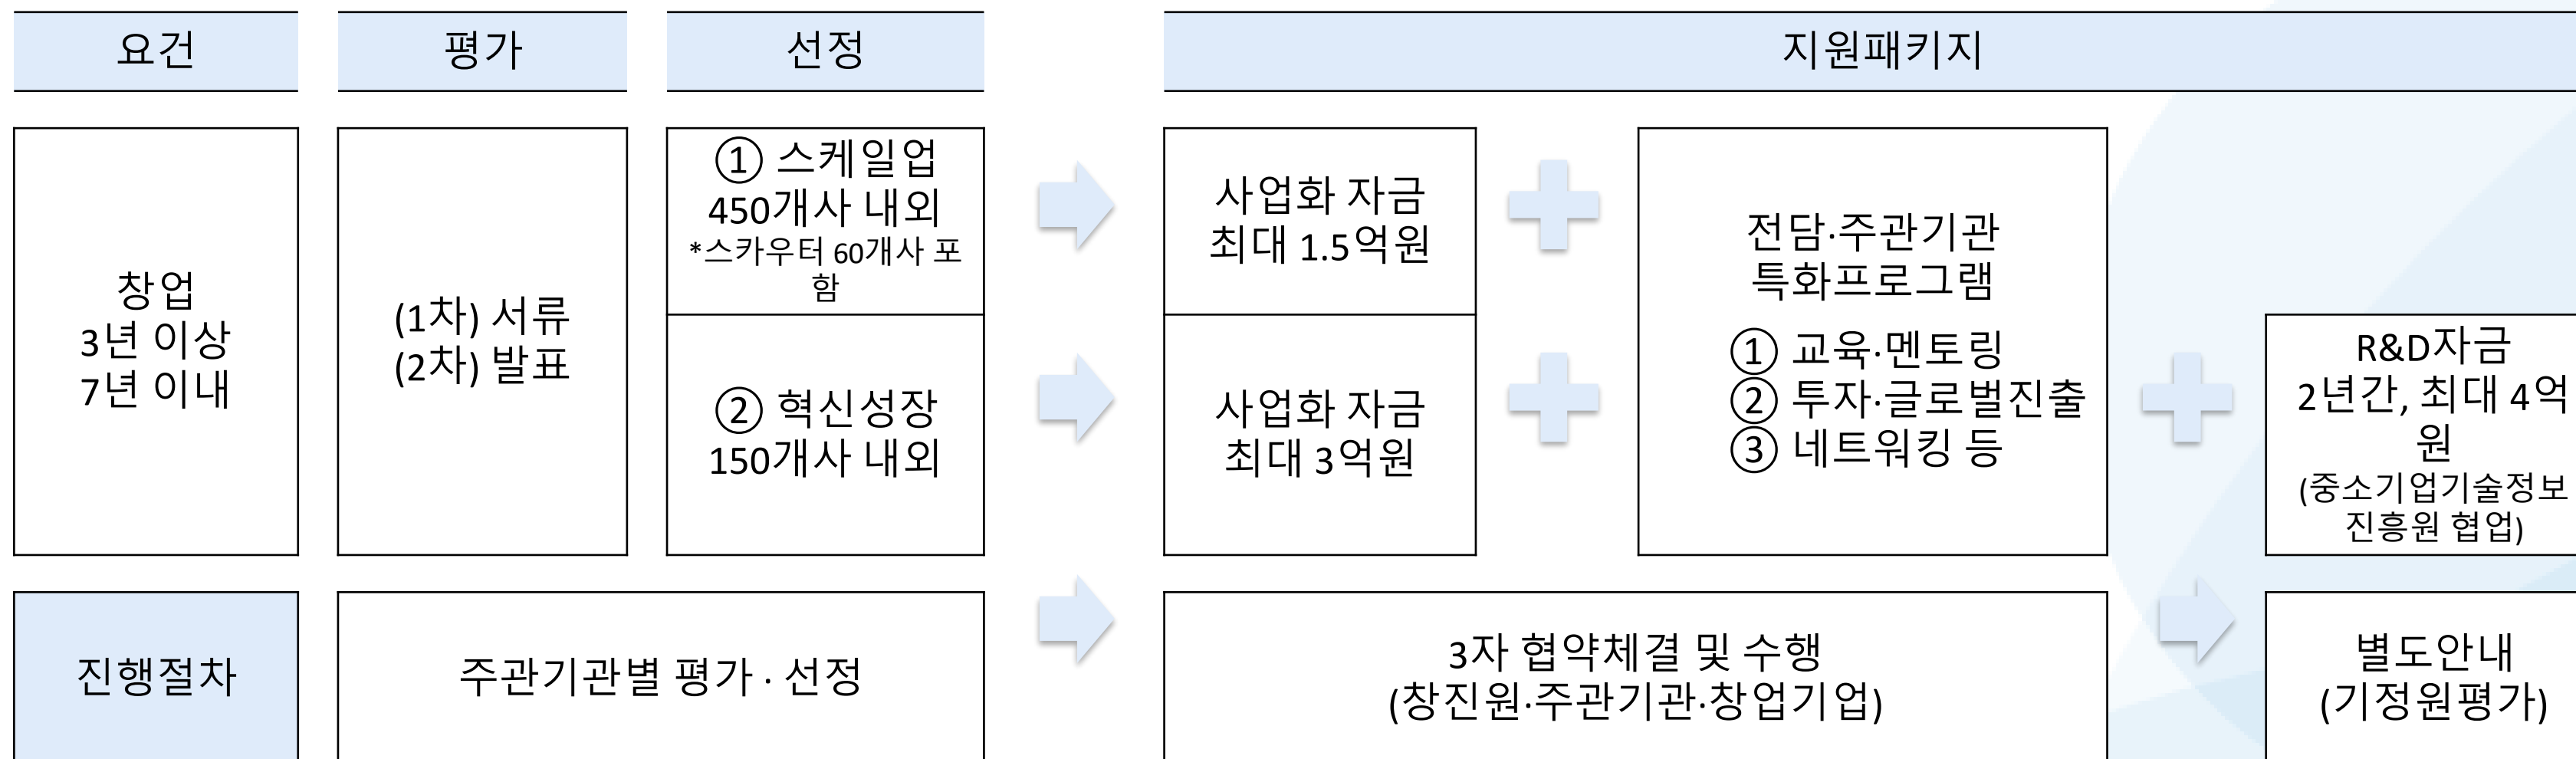 요건
평가
선정
지원패키지
창업
3년 이상
7년 이내
(1차) 서류
(2차) 발표
① 스케일업
450개사 내외
*스카우터 60개사 포
함
② 혁신성장
150개사 내외
사업화 자금
최대 1.5억원
사업화 자금
최대 3억원
전담·주관기관
특화프로그램
① 교육·멘토링
② 투자·글로벌진출
③ 네트워킹 등
R&D자금
2년간, 최대 4억
원
(중소기업기술정보
진흥원 협업)
진행절차
주관기관별 평가 · 선정
3자 협약체결 및 수행
(창진원·주관기관·창업기업)
별도안내
(기정원평가)